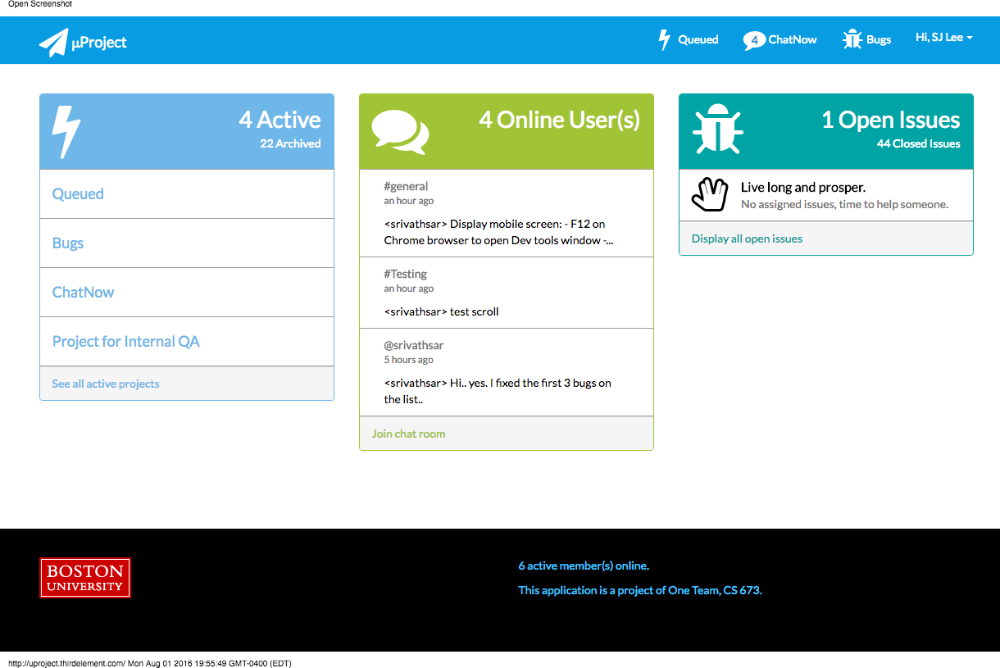 Open Screenshot
µProject
Queued
4
ChatNow
Bugs
Hi, SJ Lee
4 Active
22 Archived
Queued
Bugs
ChatNow
Project for Internal QA
See all active projects
4 Online User(s)
#general
an hour ago
<srivathsar> Display mobile screen: - F12 on
Chrome browser to open Dev tools window -...
#Testing
an hour ago
<srivathsar> test scroll
@srivathsar
5 hours ago
<srivathsar> Hi.. yes. I fixed the first 3 bugs on
the list..
Join chat room
1 Open Issues
44 Closed Issues
Live long and prosper.
No assigned issues, time to help someone.
Display all open issues
BOSTON
UNIVERSITY
6 active member(s) online.
This application is a project of One Team, CS 673.
http://uproject.thirdelement.com/ Mon Aug 01 2016 19:55:49 GMT-0400 (EDT)